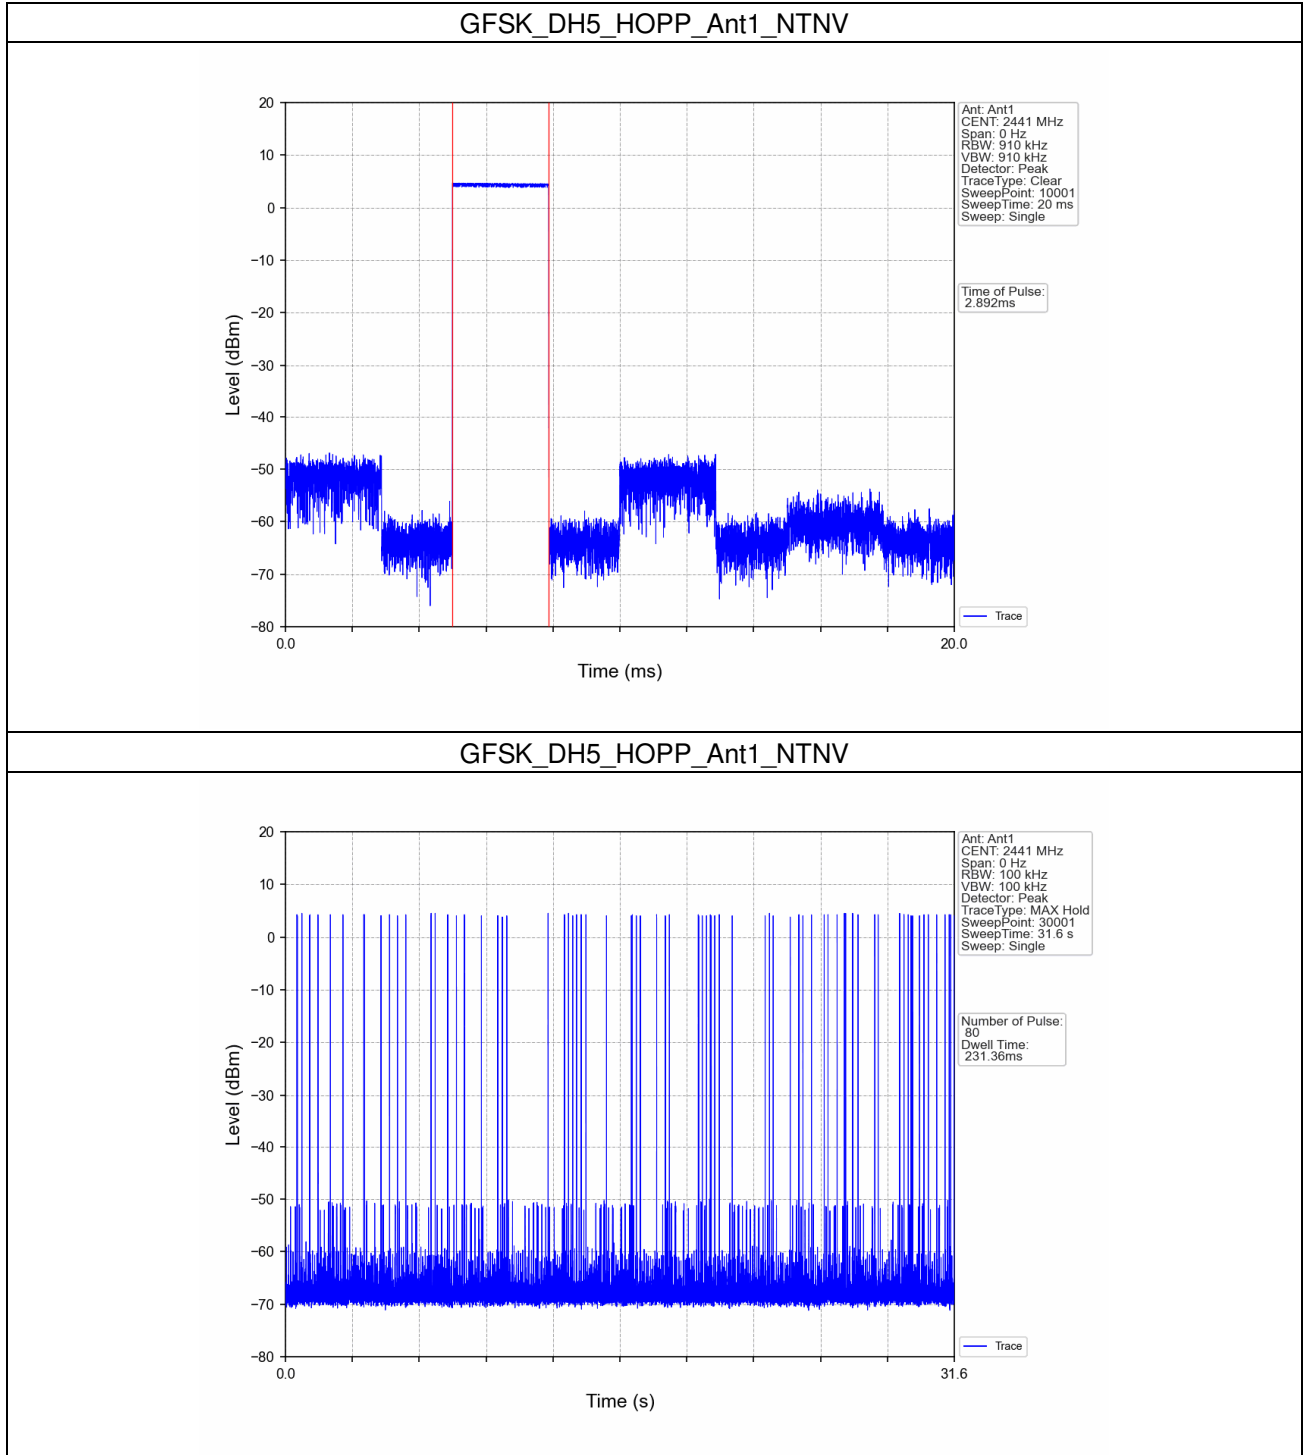 GFSK_DH5_HOPP_Ant1_NTNV
20
10
0
−10
−20
−30
−40
−50
−60
−70
−80
Level (dBm)
0.0
20.0
Time (ms)
Ant: Ant1
CENT: 2441 MHz
Span: 0 Hz
RBW: 910 kHz
VBW: 910 kHz
Detector: Peak
TraceType: Clear
SweepPoint: 10001
SweepTime: 20 ms
Sweep: Single
Time of Pulse:
2.892ms
Trace
GFSK_DH5_HOPP_Ant1_NTNV
20
10
0
−10
−20
−30
−40
−50
−60
−70
−80
Level (dBm)
0.0
31.6
Time (s)
Ant: Ant1
CENT: 2441 MHz
Span: 0 Hz
RBW: 100 kHz
VBW: 100 kHz
Detector: Peak
TraceType: MAX Hold
SweepPoint: 30001
SweepTime: 31.6 s
Sweep: Single
Number of Pulse:
80
Dwell Time:
231.36ms
Trace